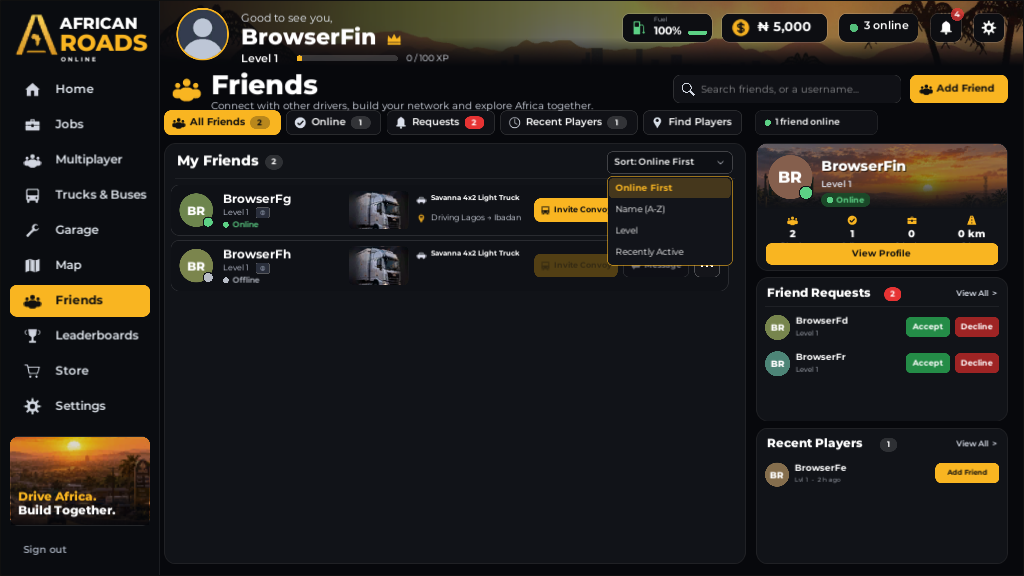 AFRICAN
ROADS
ONLINE
Home
Jobs
Multiplayer
Trucks & Buses
Garage
Map
Friends
Leaderboards
Store
Settings
Drive Africa.
Build Together.
Sign out
Good to see you,
BrowserFin
Level 1
0 / 100 XP
Fuel
100%
$ ₦ 5,000
3 online
4
Friends
Connect with other drivers, build your network and explore Africa together.
Search friends, or a username...
Add Friend
All Friends 2
Online 1
Requests 2
Recent Players 1
Find Players
1 friend online
My Friends 2
Sort: Online First
Online First
Name (A-Z)
Level
Recently Active
BR
BrowserFg
Level 1
Online
Savanna 4x2 Light Truck
Driving Lagos → Ibadan
Invite Convoy
BR
BrowserFh
Level 1
Offline
Savanna 4x2 Light Truck
Invite Convoy
Message
BR
BrowserFin
Level 1
Online
2 1 0 0 km
View Profile
Friend Requests 2 View All >
BR
BrowserFd
Level 1
Accept Decline
BR
BrowserFr
Level 1
Accept Decline
Recent Players 1 View All >
BR
BrowserFe
Lvl 1 - 2h ago
Add Friend